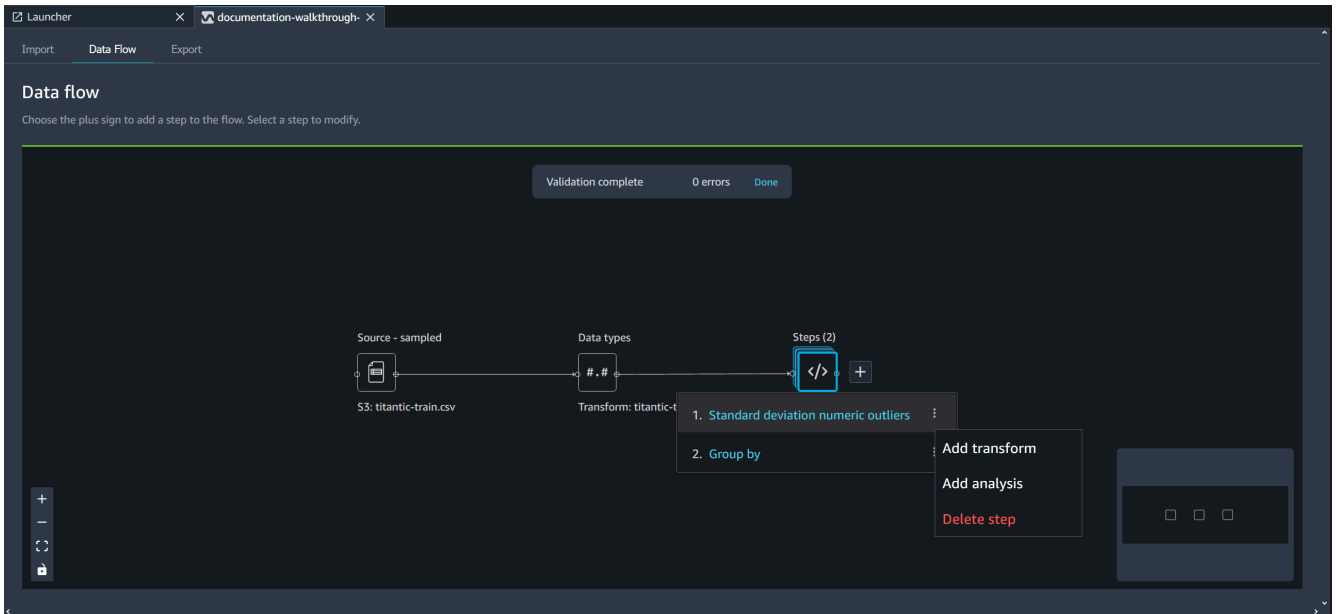 Launcher
documentation-walkthrough-
Import Data Flow Export
Data flow
Choose the plus sign to add a step to the flow. Select a step to modify.
Validation complete 0 errors Done
Source - sampled Data types Steps (2)
#.# </>
S3: titantic-train.csv Transform: titantic-t
1. Standard deviation numeric outliers
2. Group by
Add transform
Add analysis
Delete step